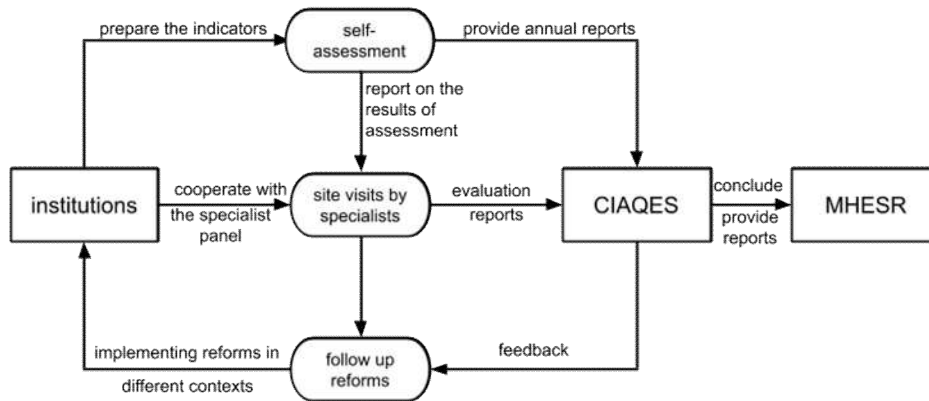 prepare the indicators
self-
assessment
provide annual reports
report on the
results of
assessment
institutions
cooperate with
the specialist
panel
site visits by
specialists
evaluation
reports
CIAQES
conclude
provide
reports
MHESR
implementing reforms in
different contexts
follow up
reforms
feedback